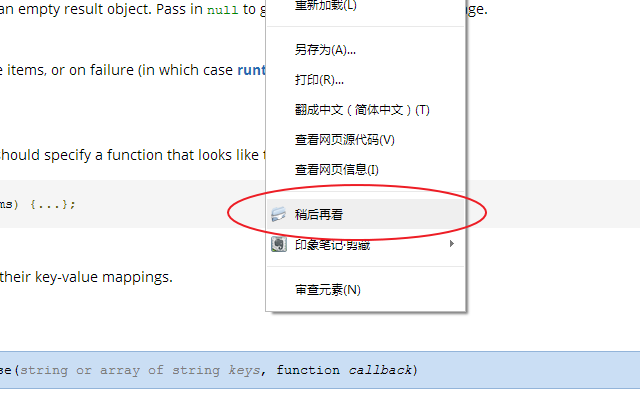 an empty result object. Pass in null to g
ge.
重新加载(L)
另存为(A)...
e items, or on failure (in which case runt
打印(R)...
翻成中文（简体中文）(T)
查看网页源代码(V)
should specify a function that looks like t
查看网页信息(I)
ms) {...};
稍后再看
印象笔记·剪藏
their key-value mappings.
审查元素(N)
se(string or array of string keys, function callback)